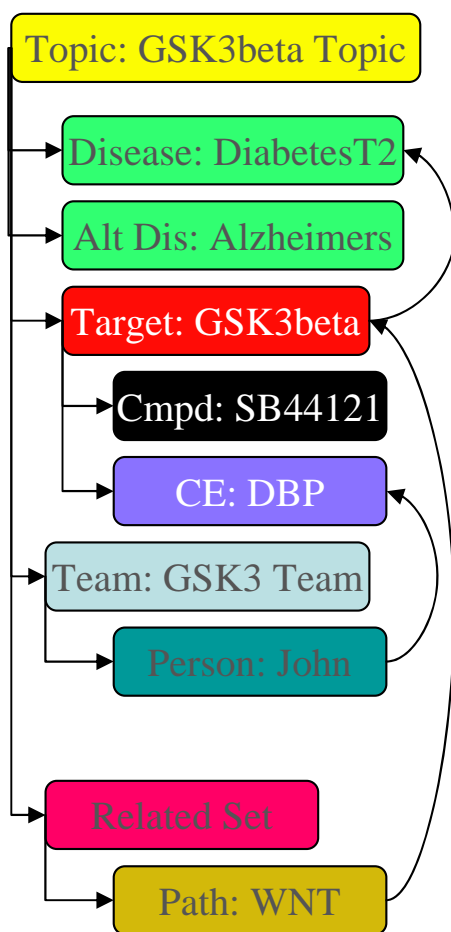 Topic: GSK3beta Topic
Disease: DiabetesT2
Alt Dis: Alzheimers
Target: GSK3beta
Cmpd: SB44121
CE: DBP
Team: GSK3 Team
Person: John
Related Set
Path: WNT